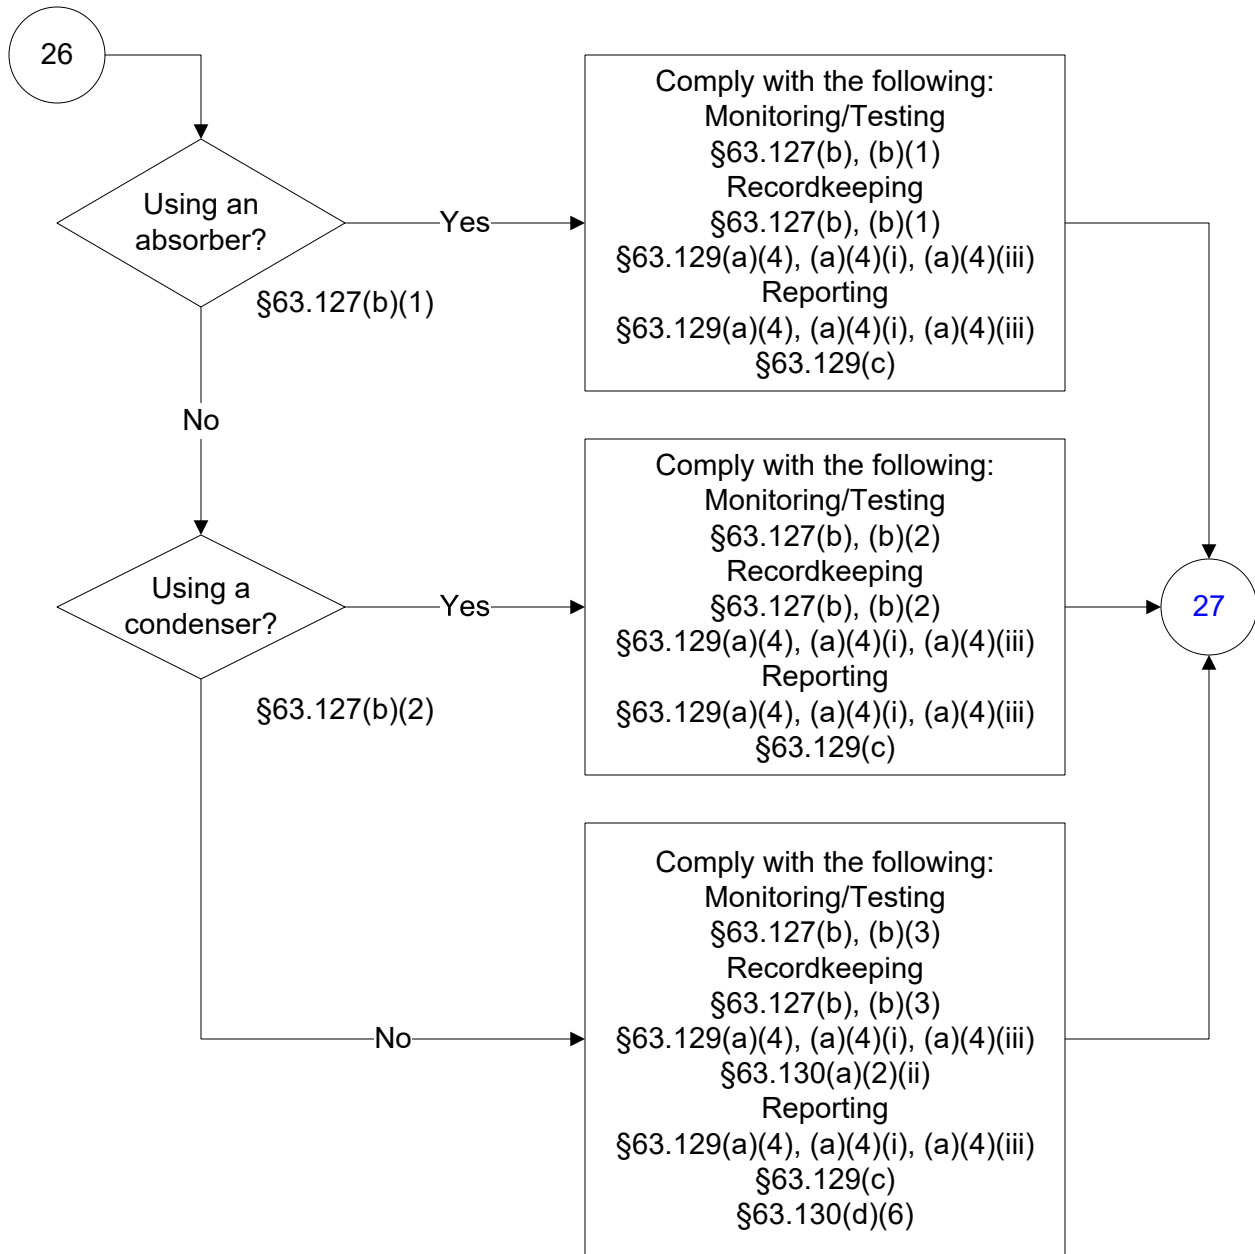 26
Using an
absorber?
§63.127(b)(1)
Yes
Comply with the following:
Monitoring/Testing
§63.127(b), (b)(1)
Recordkeeping
§63.127(b), (b)(1)
§63.129(a)(4), (a)(4)(i), (a)(4)(iii)
Reporting
§63.129(a)(4), (a)(4)(i), (a)(4)(iii)
§63.129(c)
No
Using a
condenser?
§63.127(b)(2)
Yes
Comply with the following:
Monitoring/Testing
§63.127(b), (b)(2)
Recordkeeping
§63.127(b), (b)(2)
§63.129(a)(4), (a)(4)(i), (a)(4)(iii)
Reporting
§63.129(a)(4), (a)(4)(i), (a)(4)(iii)
§63.129(c)
27
No
Comply with the following:
Monitoring/Testing
§63.127(b), (b)(3)
Recordkeeping
§63.127(b), (b)(3)
§63.129(a)(4), (a)(4)(i), (a)(4)(iii)
§63.130(a)(2)(ii)
Reporting
§63.129(a)(4), (a)(4)(i), (a)(4)(iii)
§63.129(c)
§63.130(d)(6)